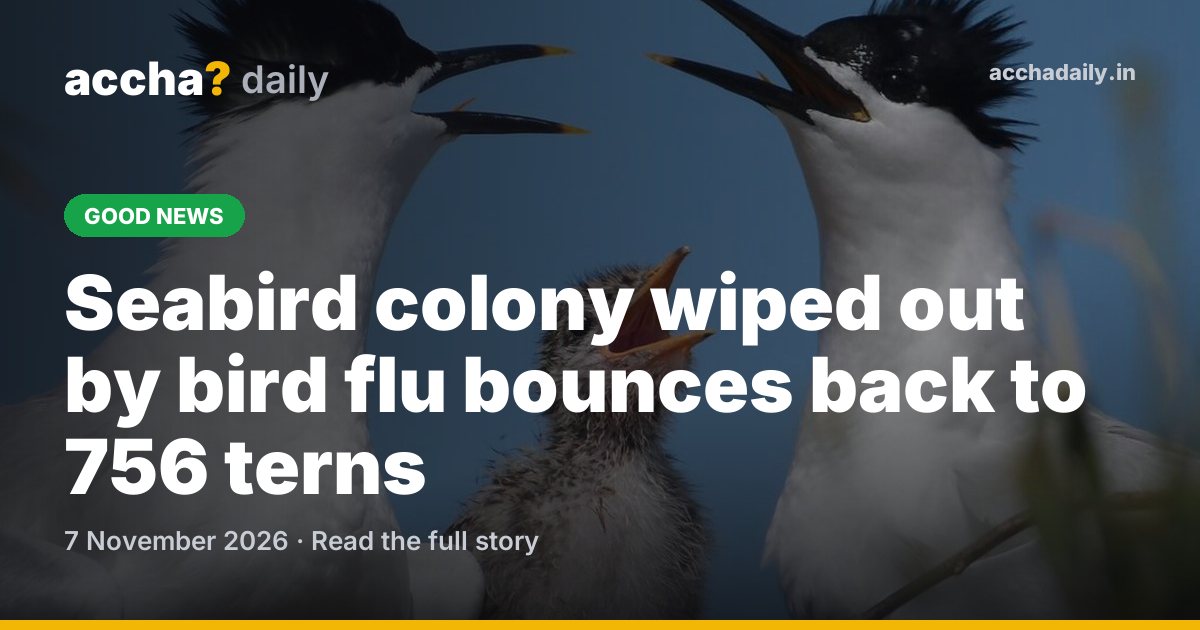 accha? daily
acchadaily.in
GOOD NEWS
Seabird colony wiped out
by bird flu bounces back to
756 terns
7 November 2026 · Read the full story